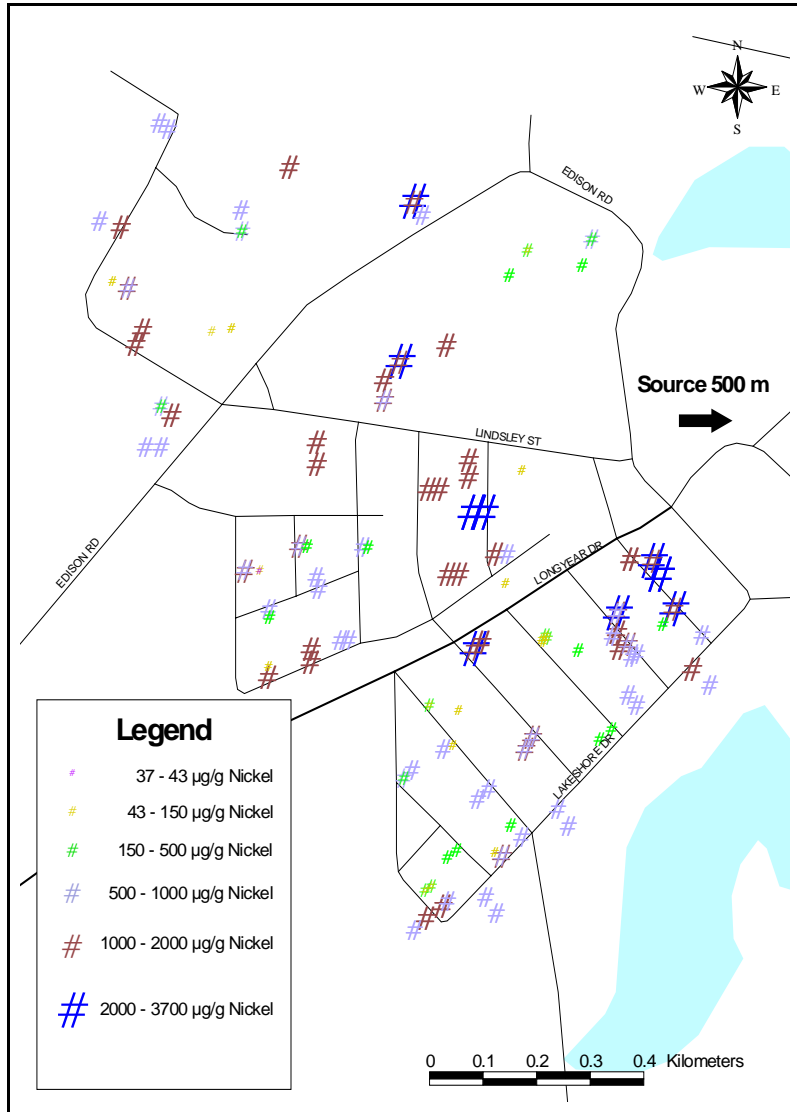 N
W
E
S
EDISON RD
Source 500 m
LINDSLEY ST
EDISON RD
LONGYEAR DR
LAKESHORE DR
Legend
# 37 - 43 µg/g Nickel
# 43 - 150 µg/g Nickel
# 150 - 500 µg/g Nickel
# 500 - 1000 µg/g Nickel
# 1000 - 2000 µg/g Nickel
# 2000 - 3700 µg/g Nickel
0 0.1 0.2 0.3 0.4 Kilometers